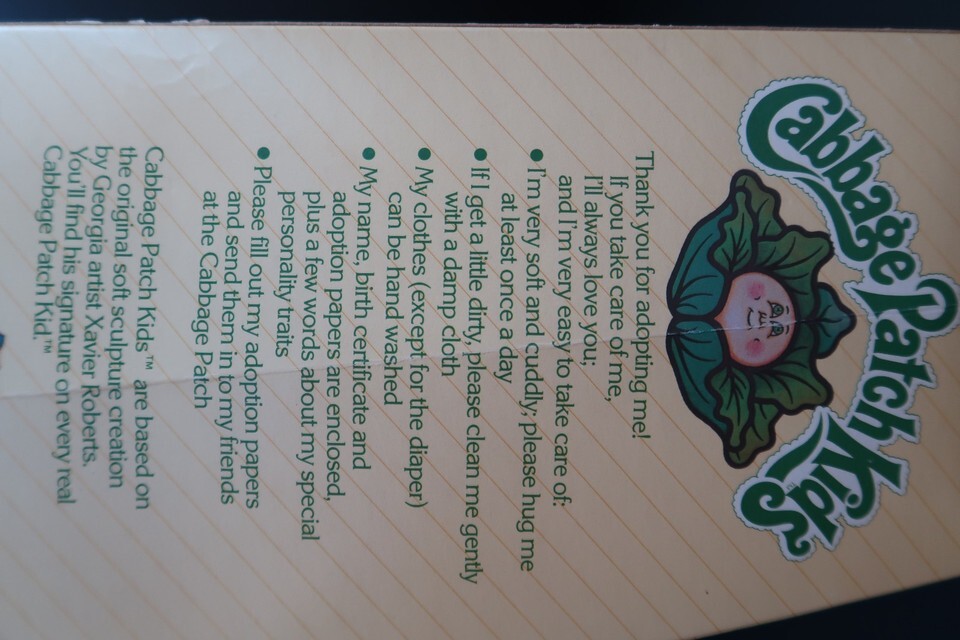 Cabbage Patch Kids™
Thank you for adopting me!
If you take care of me,
I'll always love you;
and I'm very easy to take care of:
• I'm very soft and cuddly; please hug me
at least once a day
• If I get a little dirty, please clean me gently
with a damp cloth
• My clothes (except for the diaper)
can be hand washed
• My name, birth certificate and
adoption papers are enclosed,
plus a few words about my special
personality traits
• Please fill out my adoption papers
and send them in to my friends
at the Cabbage Patch
Cabbage Patch Kids™ are based on
the original soft sculpture creation
by Georgia artist Xavier Roberts.
You'll find his signature on every real
Cabbage Patch Kid.™